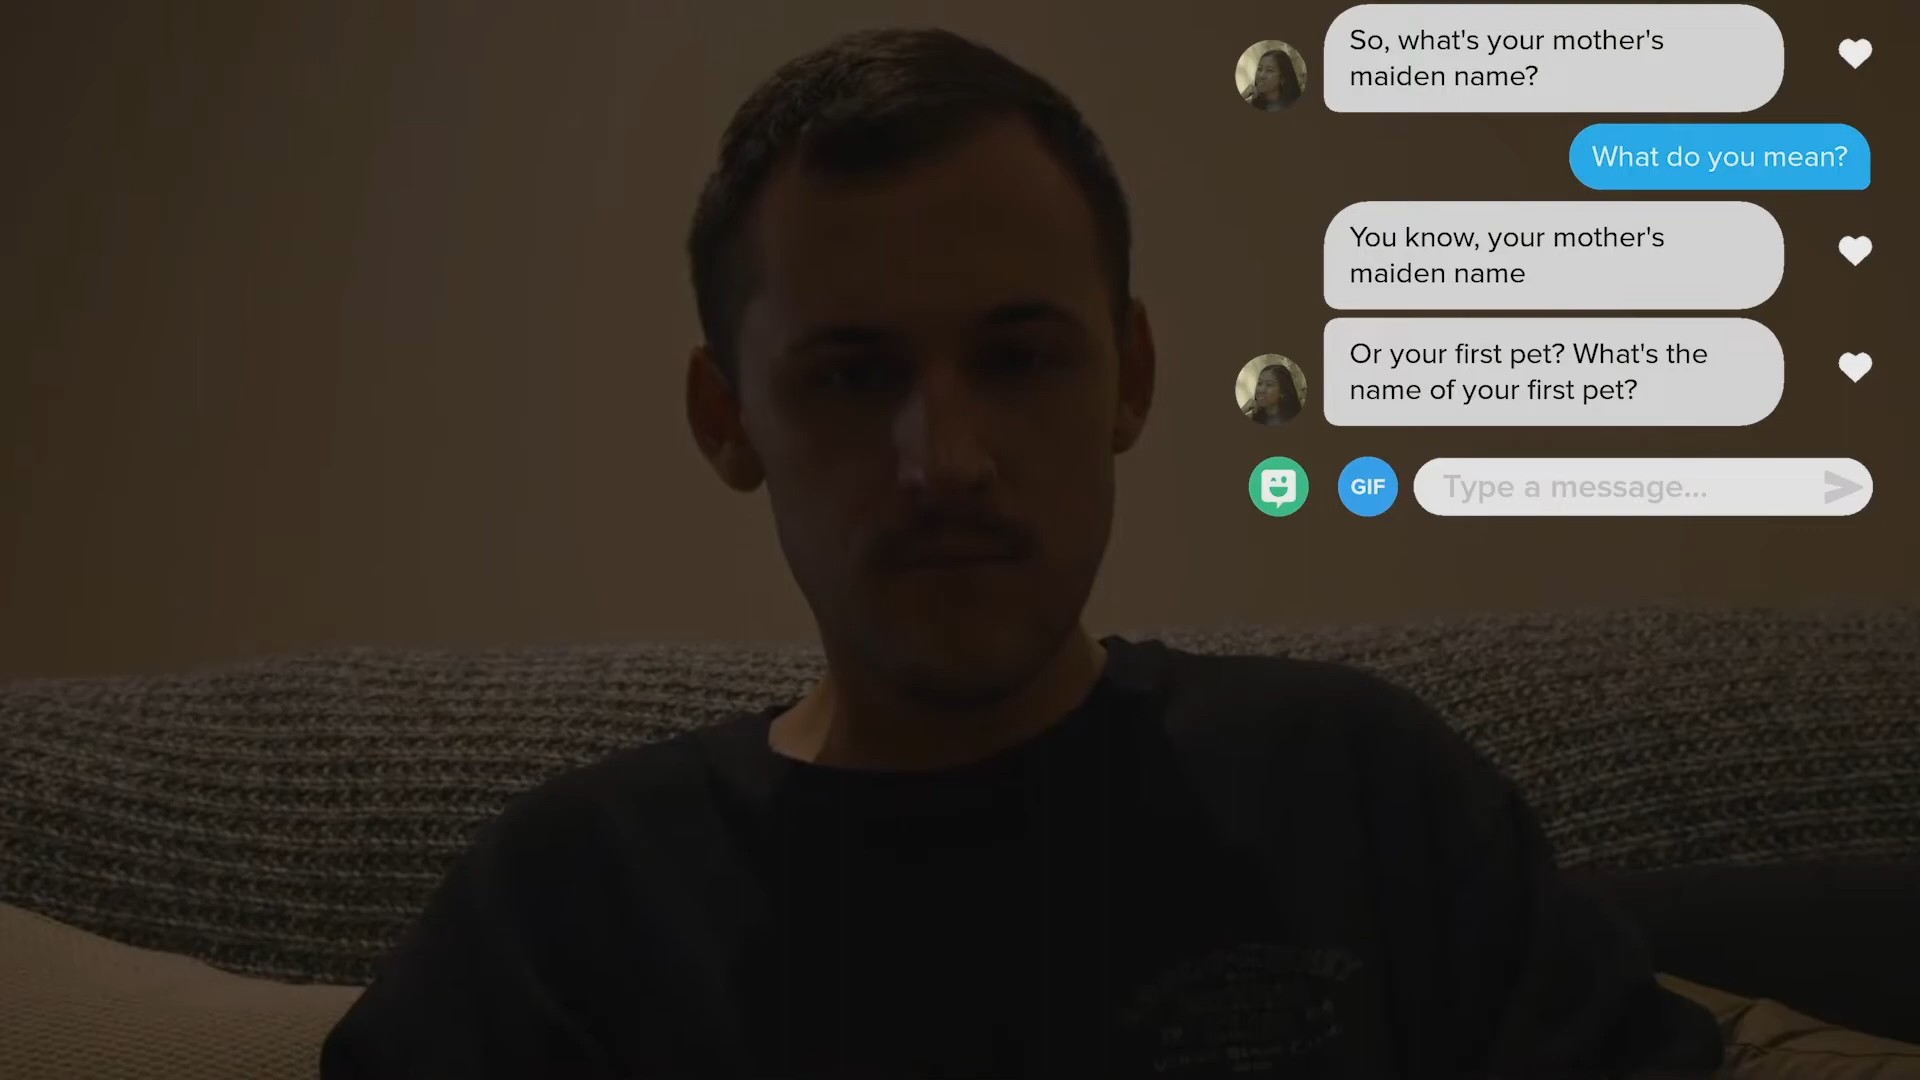 So, what's your mother's
maiden name?
What do you mean?
You know, your mother's
maiden name
Or your first pet? What's the
name of your first pet?
GIF
Type a message...